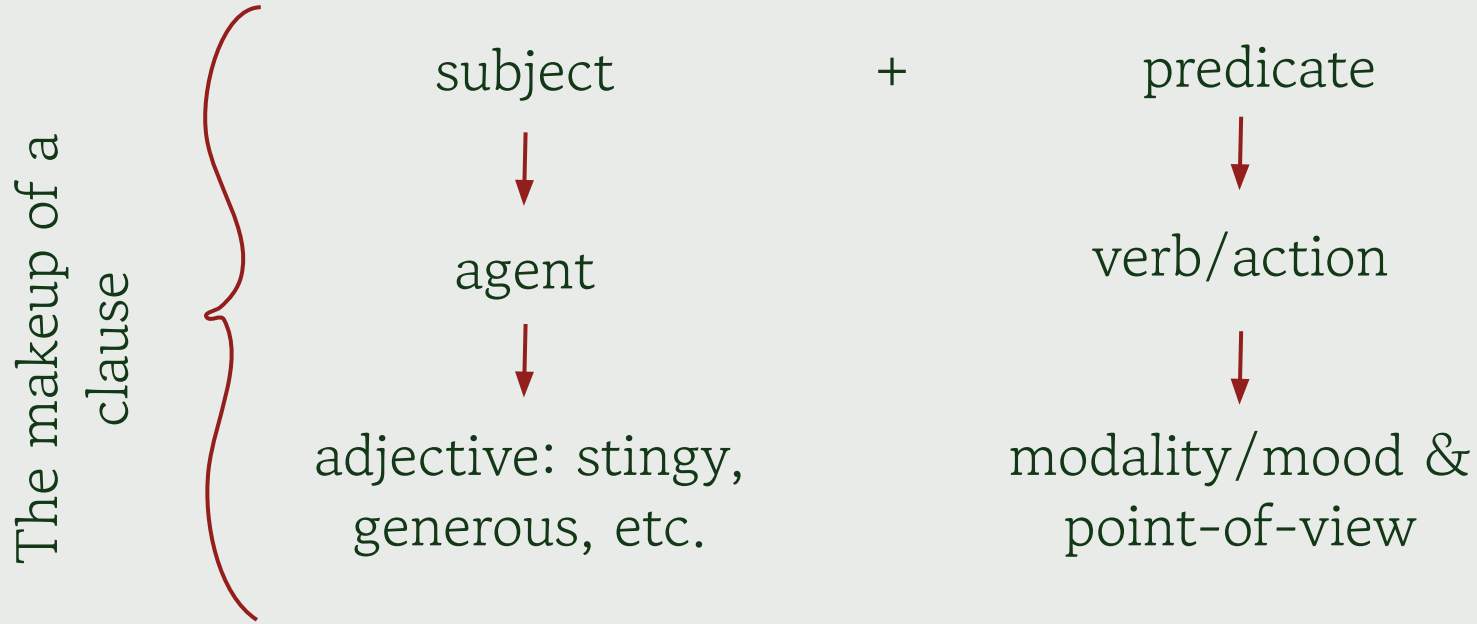 The makeup of a
clause
subject + predicate
agent
verb/action
adjective: stingy,
generous, etc.
modality/mood &
point-of-view